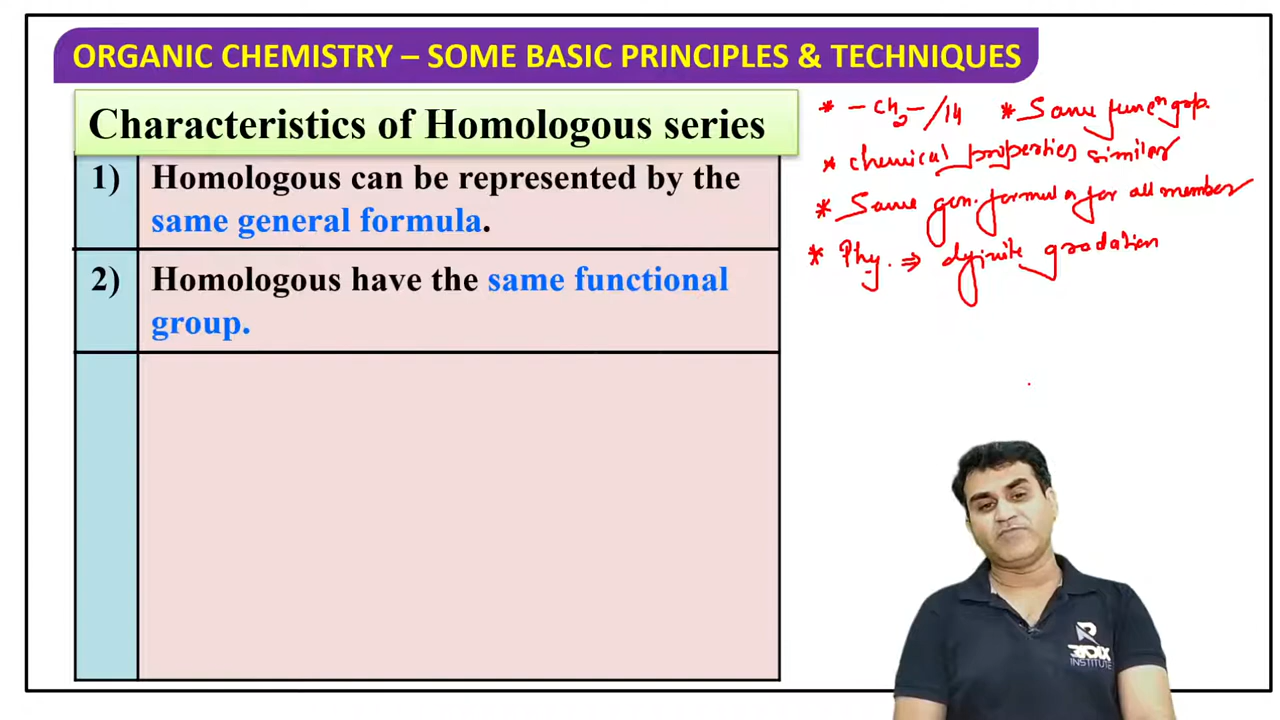 ORGANIC CHEMISTRY – SOME BASIC PRINCIPLES & TECHNIQUES
Characteristics of Homologous series
1) Homologous can be represented by the
same general formula.
2) Homologous have the same functional
group.
* -CH2-/14 * Same funcn grp.
* chemical properties similar
* Same gen. formula for all member
* Phy. ⇒ definite gradation
INSTITUTE